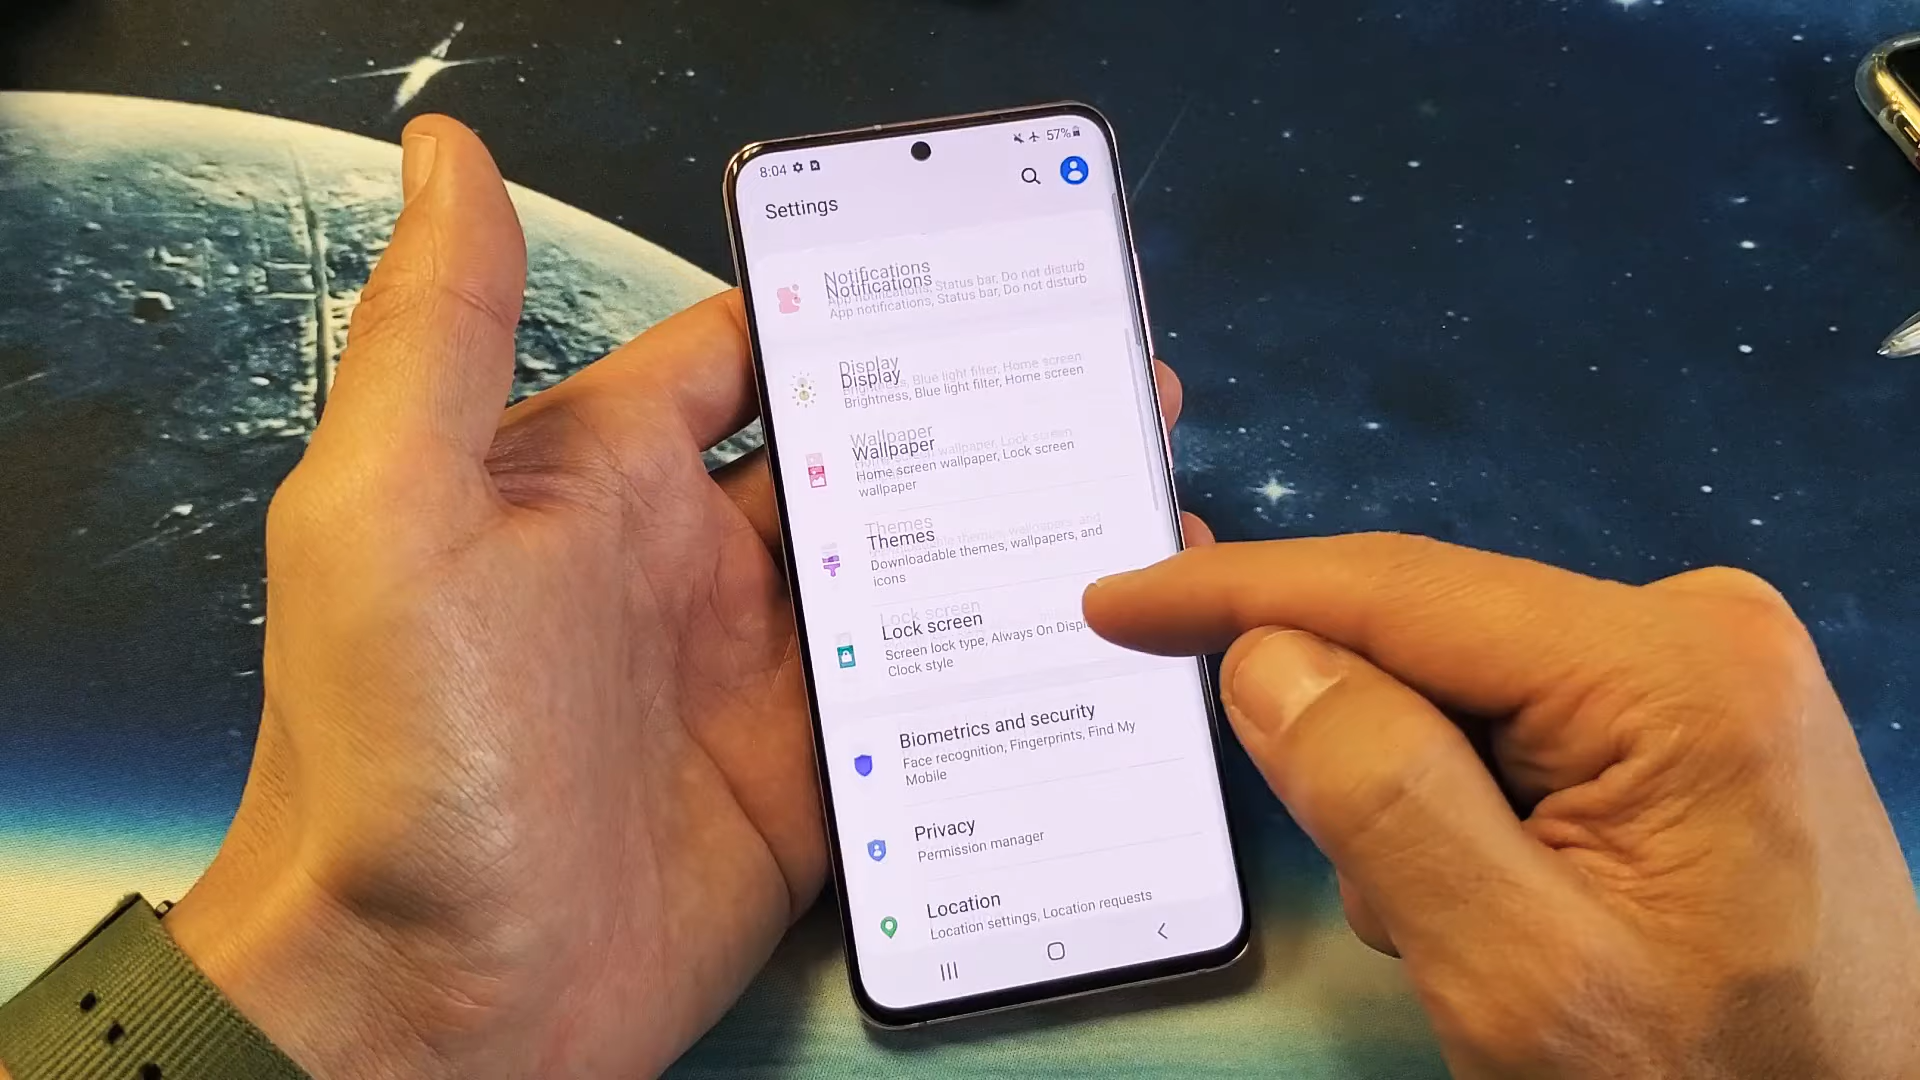 8:04
57%
Settings
Notifications
App notifications, Status bar, Do not disturb
Display
Brightness, Blue light filter, Home screen
Wallpaper
Home screen wallpaper, Lock screen
wallpaper
Themes
Downloadable themes, wallpapers, and
icons
Lock screen
Screen lock type, Always On
Clock style
Biometrics and security
Face recognition, Fingerprints, Find My
Mobile
Privacy
Permission manager
Location
Location settings, Location requests